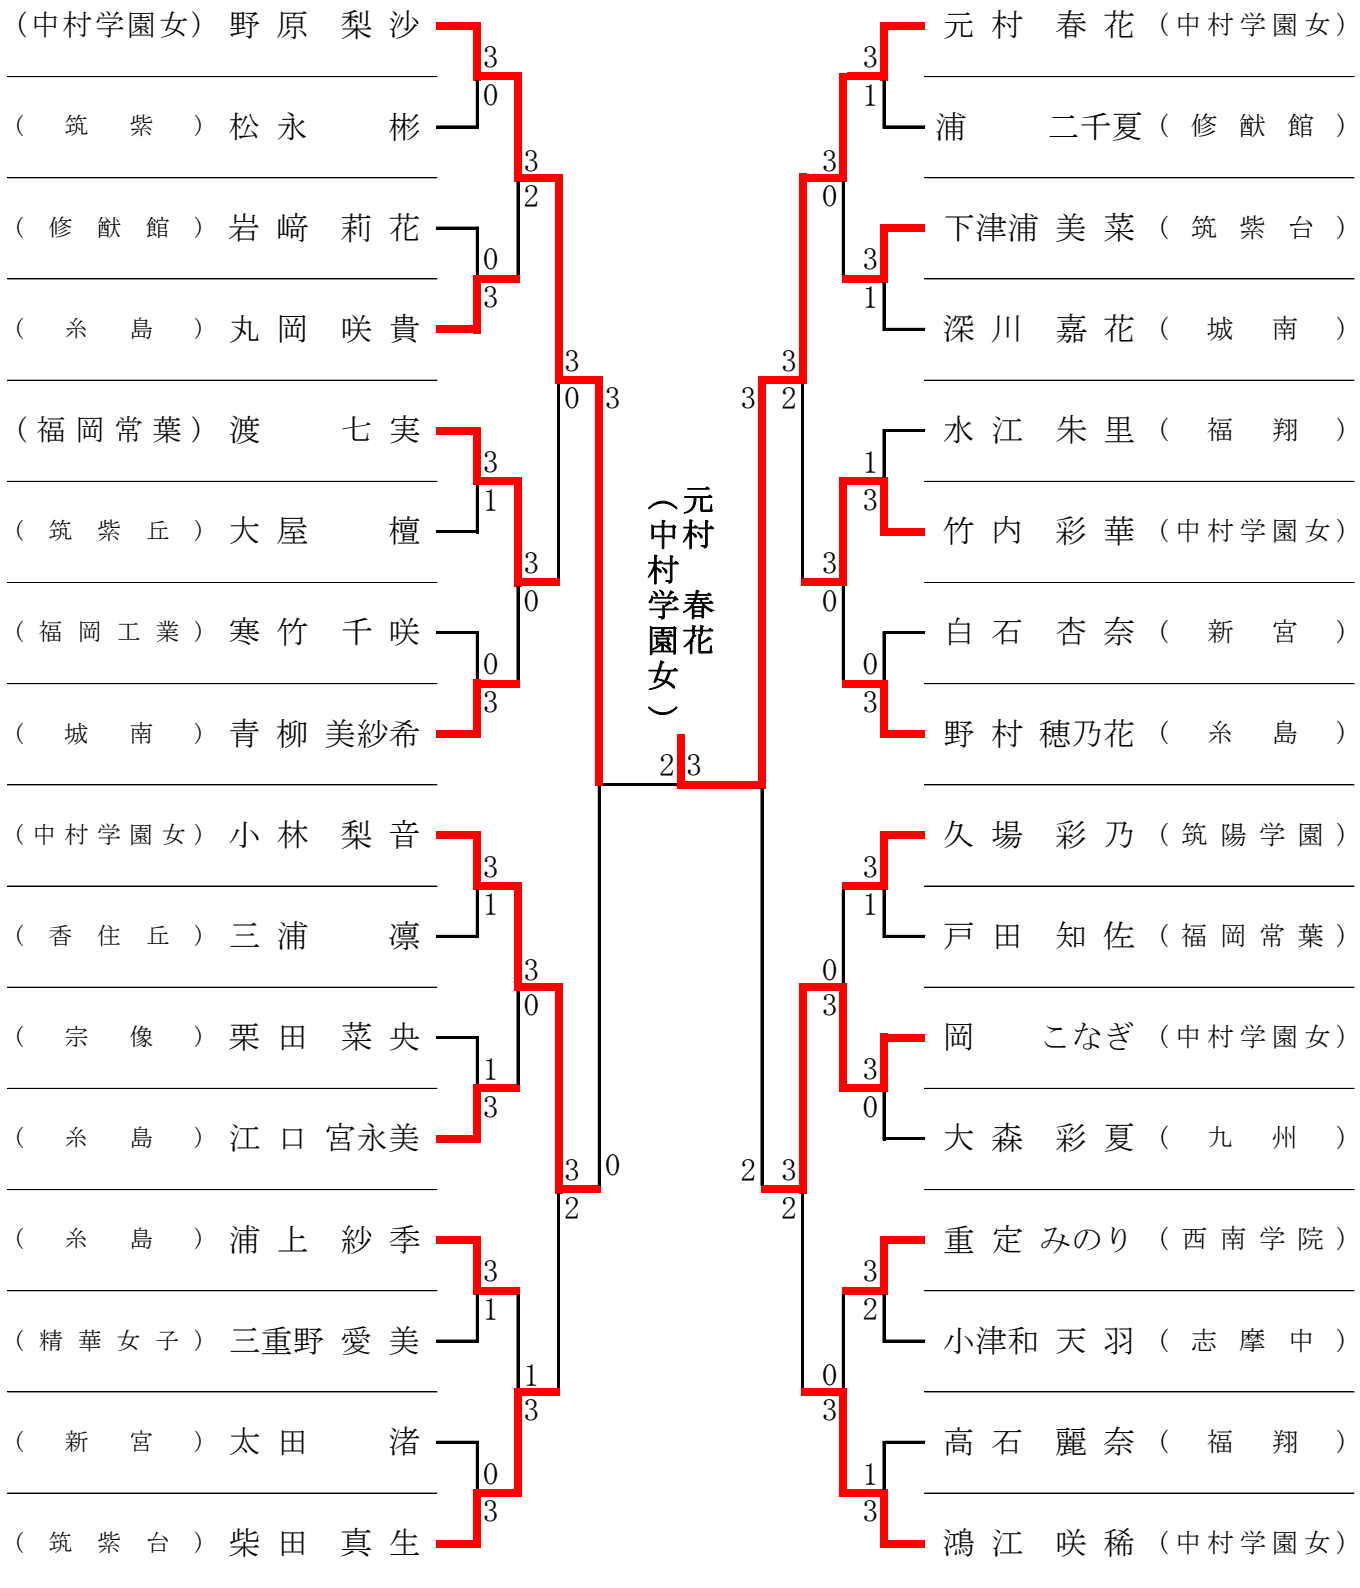 (中村学園女) 野原 梨沙
3
0
(筑紫) 松永 彬
3
2
(修猷館) 岩﨑 莉花
0
3
(糸島) 丸岡 咲貴
3
0
3
(福岡常葉) 渡 七実
3
1
(筑紫丘) 大屋 檀
3
0
(福岡工業) 寒竹 千咲
0
3
(城南) 青柳 美紗希
(中村学園女) 小林 梨音
3
1
(香住丘) 三浦 凛
3
0
(宗像) 栗田 菜央
1
3
(糸島) 江口 宮永美
3
2
0
(糸島) 浦上 紗季
3
1
(精華女子) 三重野 愛美
1
3
(新宮) 太田 渚
0
3
(筑紫台) 柴田 真生
元村 春花
(中村学園女)
2 3
元村 春花 (中村学園女)
3
1
浦 二千夏 (修猷館)
3
0
下津浦 美菜 (筑紫台)
3
1
深川 嘉花 (城南)
3
3
2
水江 朱里 (福翔)
1
3
竹内 彩華 (中村学園女)
3
0
白石 杏奈 (新宮)
0
3
野村 穂乃花 (糸島)
久場 彩乃 (筑陽学園)
3
1
戸田 知佐 (福岡常葉)
0
3
岡 こなぎ (中村学園女)
3
0
大森 彩夏 (九州)
2
3
2
重定 みのり (西南学院)
3
2
小津和 天羽 (志摩中)
0
3
高石 麗奈 (福翔)
1
3
鴻江 咲稀 (中村学園女)